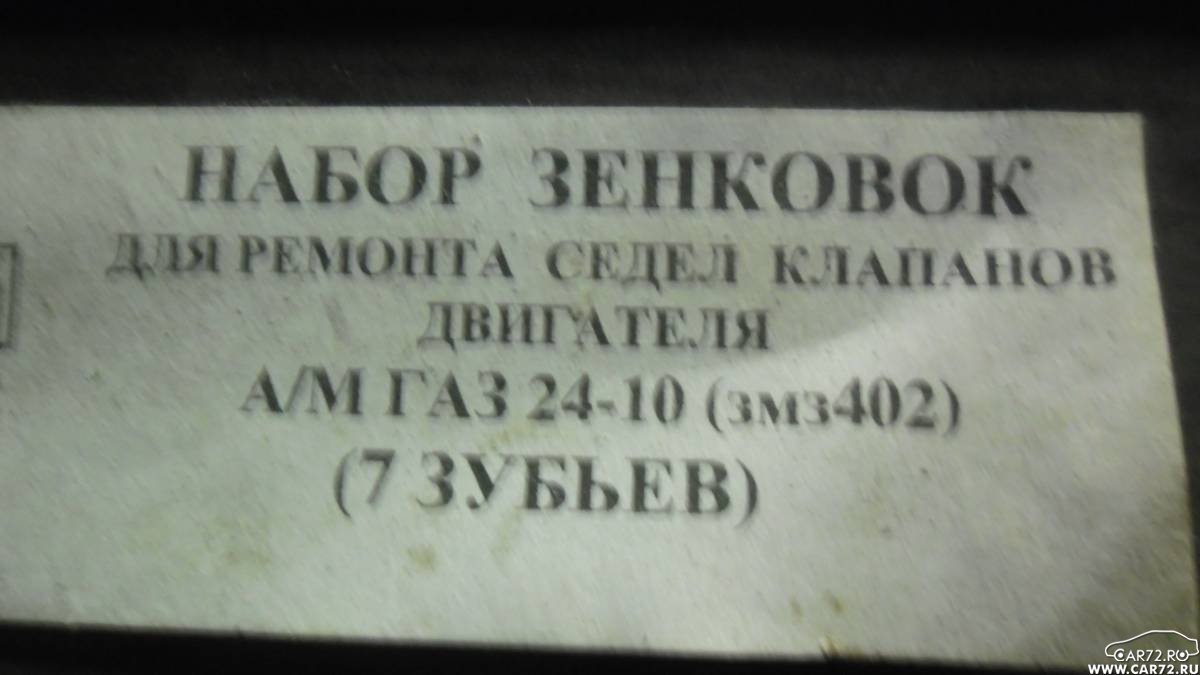 НАБОР ЗЕНКОВОК
ДЛЯ РЕМОНТА СЕДЕЛ КЛАПАНОВ
ДВИГАТЕЛЯ
А/М ГАЗ 24-10 (змз402)
(7 ЗУБЬЕВ)
CAR72.RU
WWW.CAR72.RU